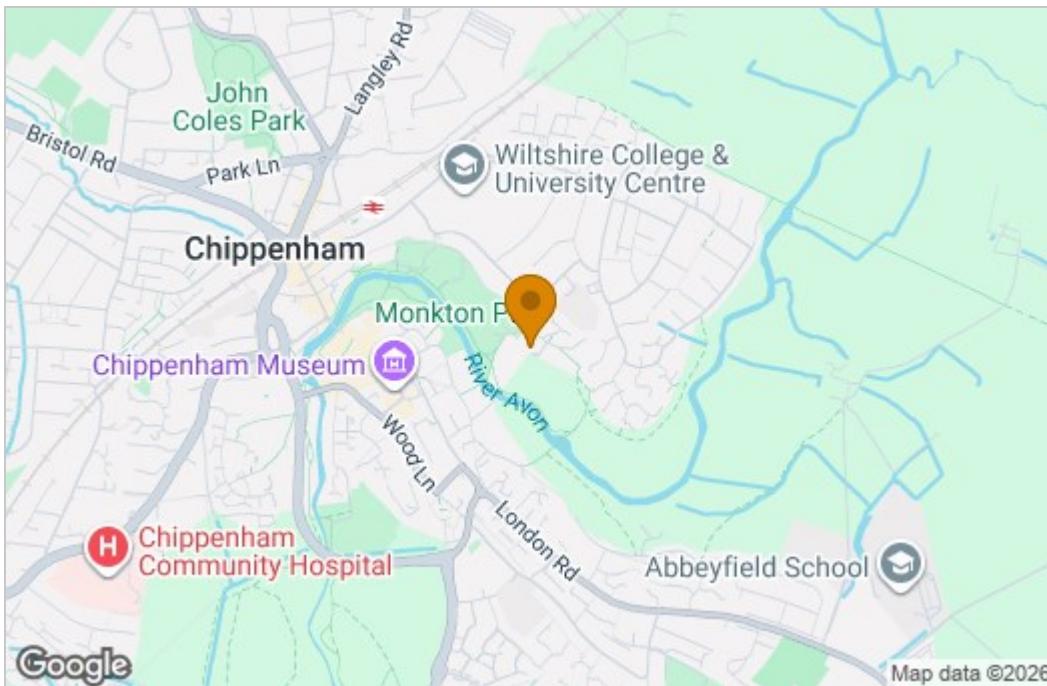 John
Coles Park
Langley Rd
Bristol Rd
Park Ln
Wiltshire College &
University Centre
Chippenham
Monkton P
Chippenham Museum
River Avon
Wood Ln
London Rd
Chippenham
Community Hospital
Abbeyfield School
Google
Map data ©2026